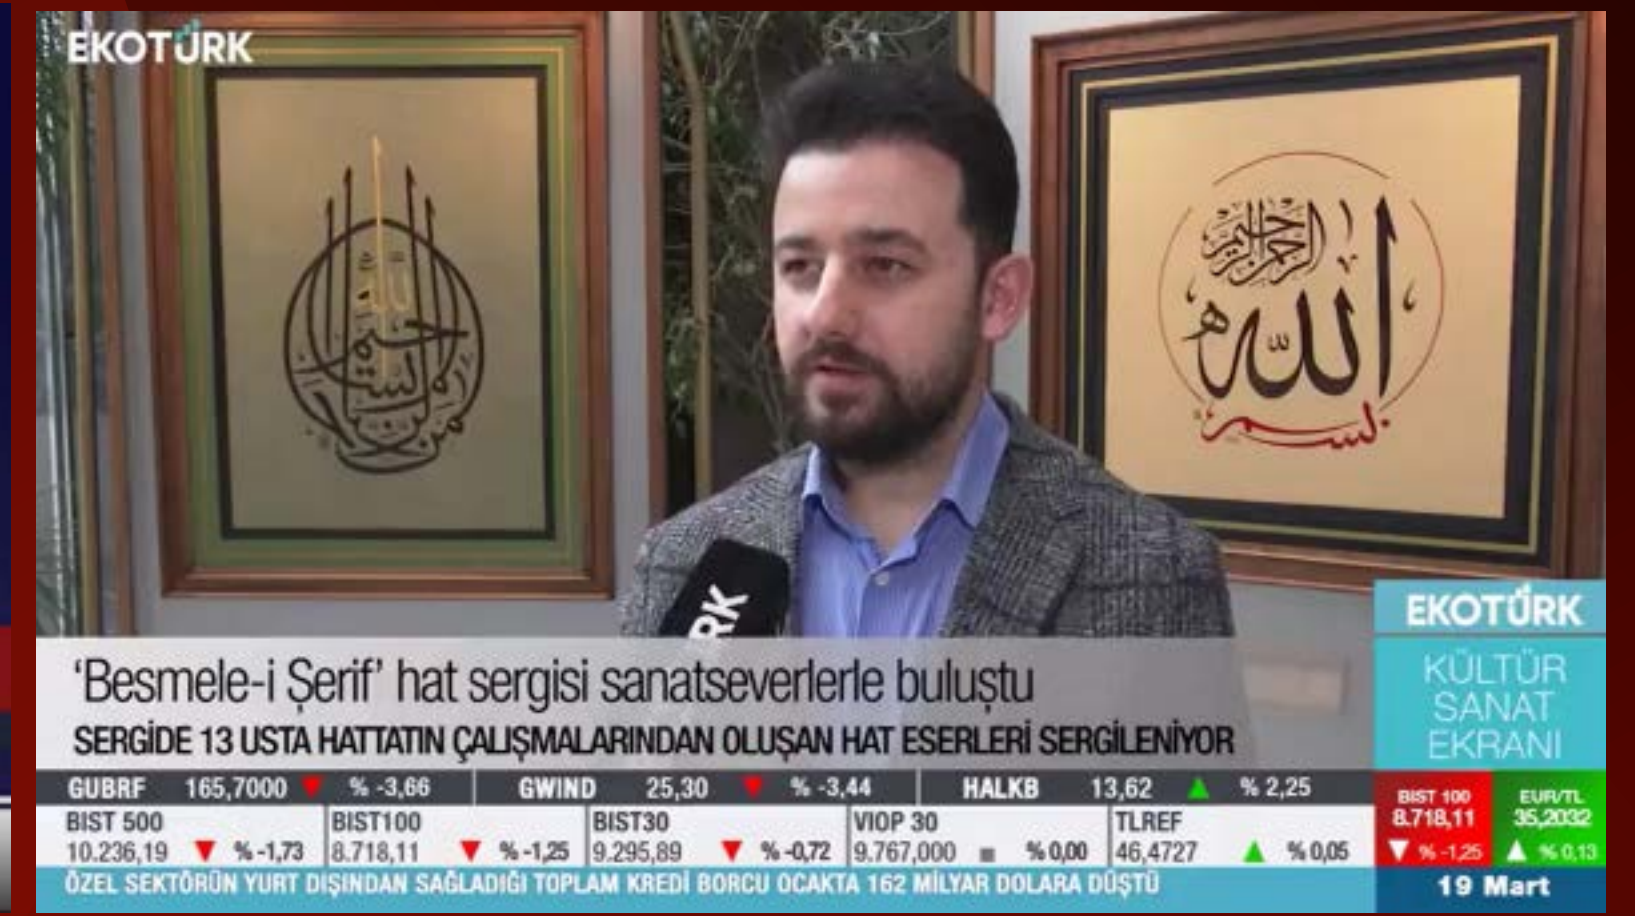 EKOTÜRK
الله
الرحمن الرحيم
الله
بسم
RK
EKOTÜRK
KÜLTÜR
SANAT
EKRANI
‘Besmele-i Şerif’ hat sergisi sanatseverlerle buluştu
SERGİDE 13 USTA HATTATIN ÇALIŞMALARINDAN OLUŞAN HAT ESERLERİ SERGİLENİYOR
GUBRF 165,7000 ▼ % -3,66 GWIND 25,30 ▼ % -3,44 HALKB 13,62 ▲ % 2,25
BIST 500 BIST100 BIST30 VIOP 30 TLREF
10.236,19 ▼ % -1,73 8.718,11 ▼ % -1,25 9.295,89 ▼ % -0,72 9.767,000 ■ % 0,00 46,4727 ▲ % 0,05
BIST 100 EUR/TL
8.718,11 35,2032
▼ % -1,25 ▲ % 0,13
ÖZEL SEKTÖRÜN YURT DIŞINDAN SAĞLADIĞI TOPLAM KREDİ BORCU OCAKTA 162 MİLYAR DOLARA DÜŞTÜ
19 Mart